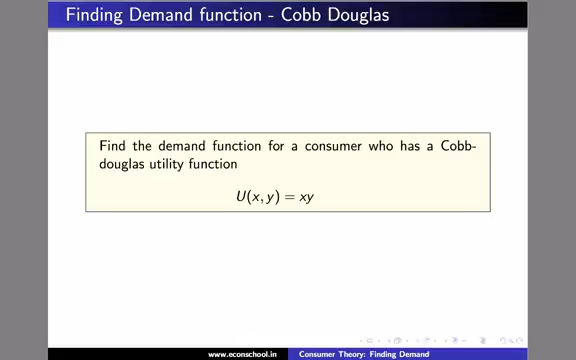 Finding Demand function - Cobb Douglas
Find the demand function for a consumer who has a Cobb-
douglas utility function
U(x, y) = xy
www.econschool.in Consumer Theory: Finding Demand